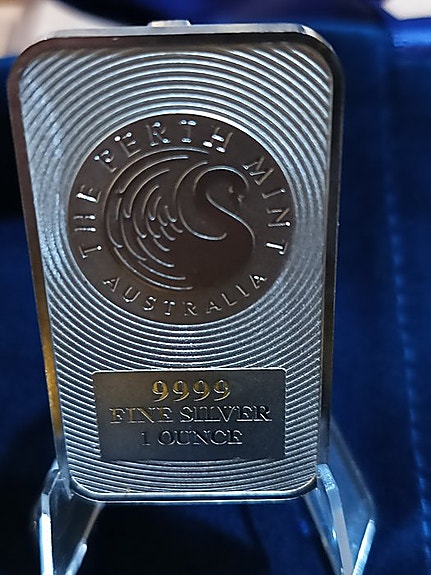 THE PERTH MINT
AUSTRALIA
9999
FINE SILVER
1 OUNCE